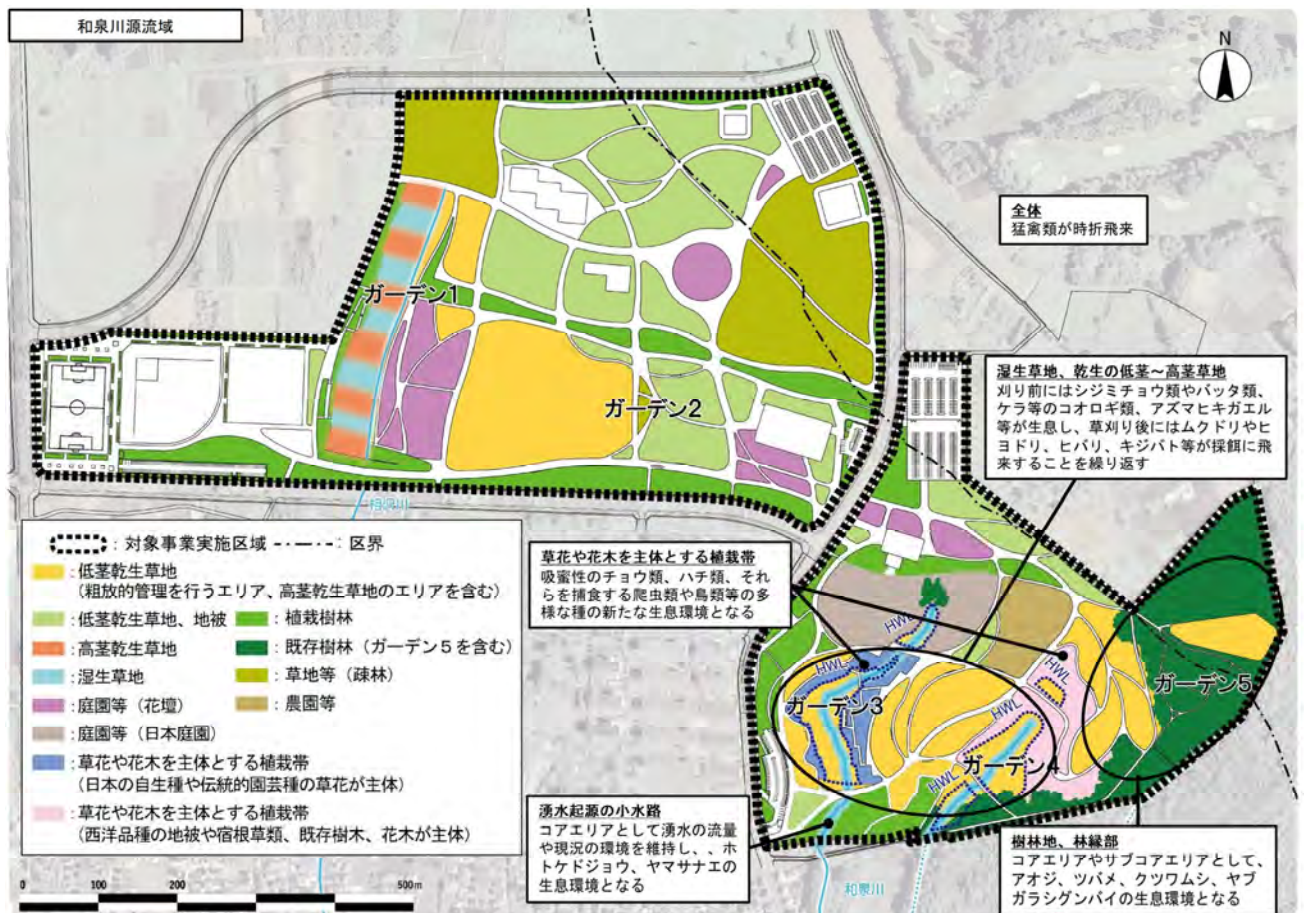 和泉川源流域
N
全体
猛禽類が時折飛来
ガーデン1
ガーデン2
湿生草地、乾生の低茎～高茎草地
刈り前にはシジミチョウ類やバッタ類、
ケラ等のコオロギ類、アズマヒキガエル
等が生息し、草刈り後にはムクドリやヒ
ヨドリ、ヒバリ、キジバト等が採餌に飛
来することを繰り返す
相沢川
:対象事業実施区域
:区界
:低茎乾生草地
(粗放的管理を行うエリア、高茎乾生草地のエリアを含む)
:低茎乾生草地、地被
:植栽樹林
:高茎乾生草地
:既存樹林(ガーデン5を含む)
:湿生草地
:草地等(疎林)
:庭園等(花壇)
:農園等
:庭園等(日本庭園)
:草花や花木を主体とする植栽帯
(日本の自生種や伝統的園芸種の草花が主体)
:草花や花木を主体とする植栽帯
(西洋品種の地被や宿根草類、既存樹木、花木が主体)
草花や花木を主体とする植栽帯
吸蜜性のチョウ類、ハチ類、それ
らを捕食する爬虫類や鳥類等の多
様な種の新たな生息環境となる
HWL
HWL
HWL
HWL
HWL
ガーデン3
ガーデン4
ガーデン5
湧水起源の小水路
コアエリアとして湧水の流量
や現況の環境を維持し、、ホ
トケドジョウ、ヤマサナエの
生息環境となる
和泉川
樹林地、林縁部
コアエリアやサブコアエリアとして、
アオジ、ツバメ、クツワムシ、ヤブ
ガラシグンバイの生息環境となる
0 100 200 500m